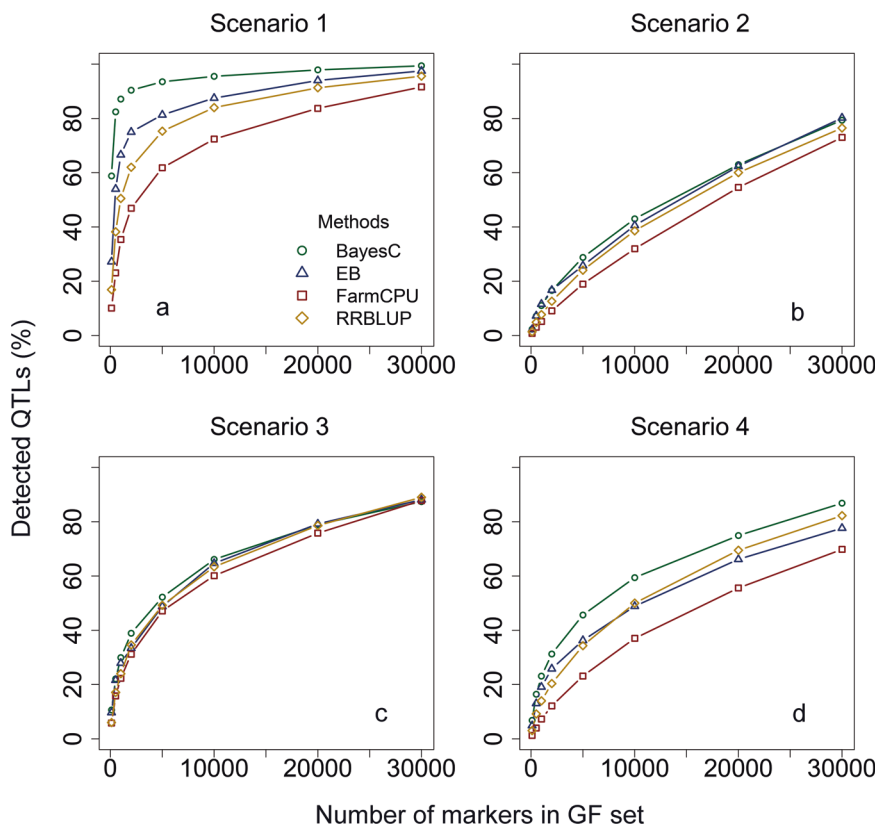 Scenario 1
Scenario 2
80
60
40
20
0
Methods
BayesC
EB
FarmCPU
RRBLUP
a
0 10000 20000 30000
80
60
40
20
0
b
0 10000 20000 30000
Scenario 3
Scenario 4
80
60
40
20
0
c
0 10000 20000 30000
80
60
40
20
0
d
0 10000 20000 30000
Detected QTLs (%)
Number of markers in GF set